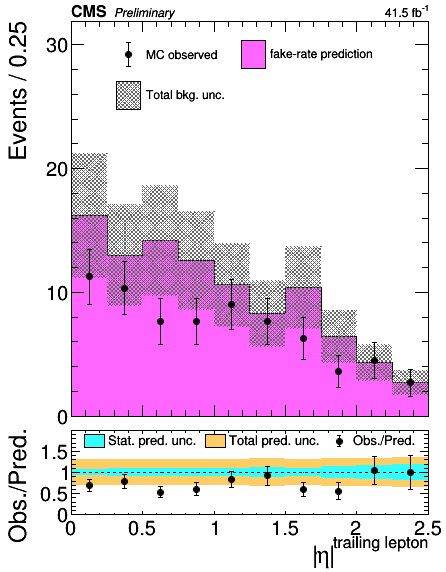 CMS Preliminary 41.5 fb⁻¹
Events / 0.25
MC observed fake-rate prediction
Total bkg. unc.
30
20
10
0
Obs./Pred.
Stat. pred. unc. Total pred. unc. Obs./Pred.
1.5
1
0.5
0
0 0.5 1 1.5 2 2.5
|η|^trailing lepton